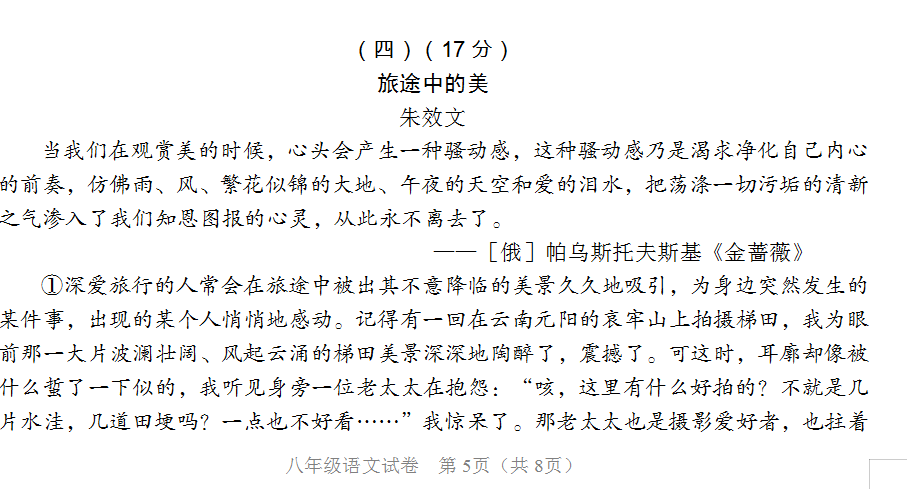 （四）（17 分）
旅途中的美
朱效文
当我们在观赏美的时候，心头会产生一种骚动感，这种骚动感乃是渴求净化自己内心
的前奏，仿佛雨、风、繁花似锦的大地、午夜的天空和爱的泪水，把荡涤一切污垢的清新
之气渗入了我们知恩图报的心灵，从此永不离去了。
——［俄］帕乌斯托夫斯基《金蔷薇》
①深爱旅行的人常会在旅途中被出其不意降临的美景久久地吸引，为身边突然发生的
某件事，出现的某个人悄悄地感动。记得有一回在云南元阳的哀牢山上拍摄梯田，我为眼
前那一大片波澜壮阔、风起云涌的梯田美景深深地陶醉了，震撼了。可这时，耳廓却像被
什么蜇了一下似的，我听见身旁一位老太太在抱怨：“咳，这里有什么好拍的？不就是几
片水洼，几道田埂吗？一点也不好看……”我惊呆了。那老太太也是摄影爱好者，也拄着
八年级语文试卷 第 5页（共 8页）